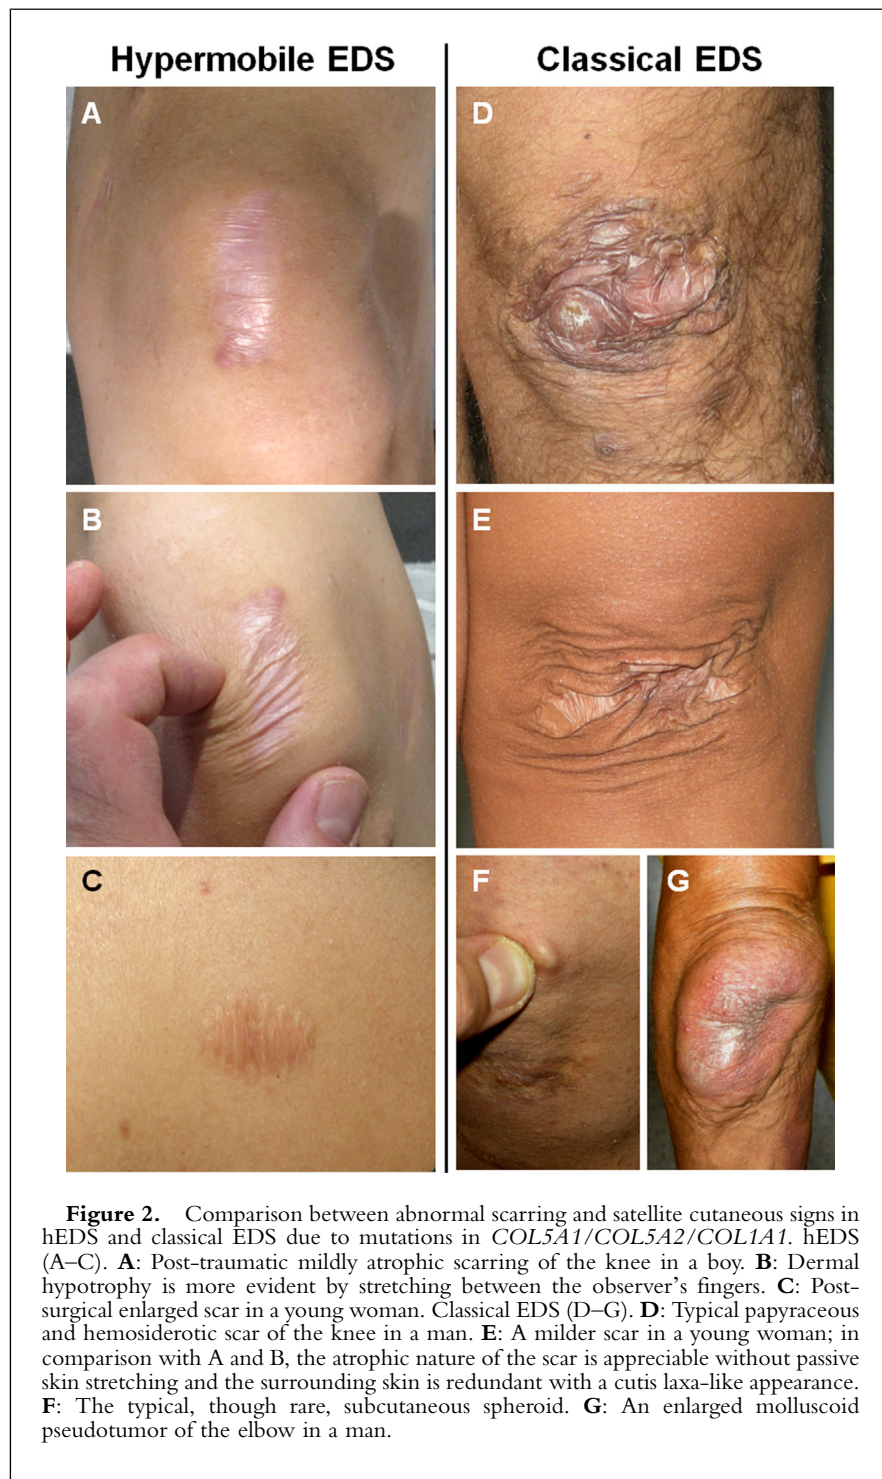 Hypermobile EDS
Classical EDS
A
D
B
E
C
F
G
Figure 2. Comparison between abnormal scarring and satellite cutaneous signs in
hEDS and classical EDS due to mutations in COL5A1/COL5A2/COL1A1. hEDS
(A–C). A: Post-traumatic mildly atrophic scarring of the knee in a boy. B: Dermal
hypotrophy is more evident by stretching between the observer's fingers. C: Post-
surgical enlarged scar in a young woman. Classical EDS (D–G). D: Typical papyraceous
and hemosiderotic scar of the knee in a man. E: A milder scar in a young woman; in
comparison with A and B, the atrophic nature of the scar is appreciable without passive
skin stretching and the surrounding skin is redundant with a cutis laxa-like appearance.
F: The typical, though rare, subcutaneous spheroid. G: An enlarged molluscoid
pseudotumor of the elbow in a man.